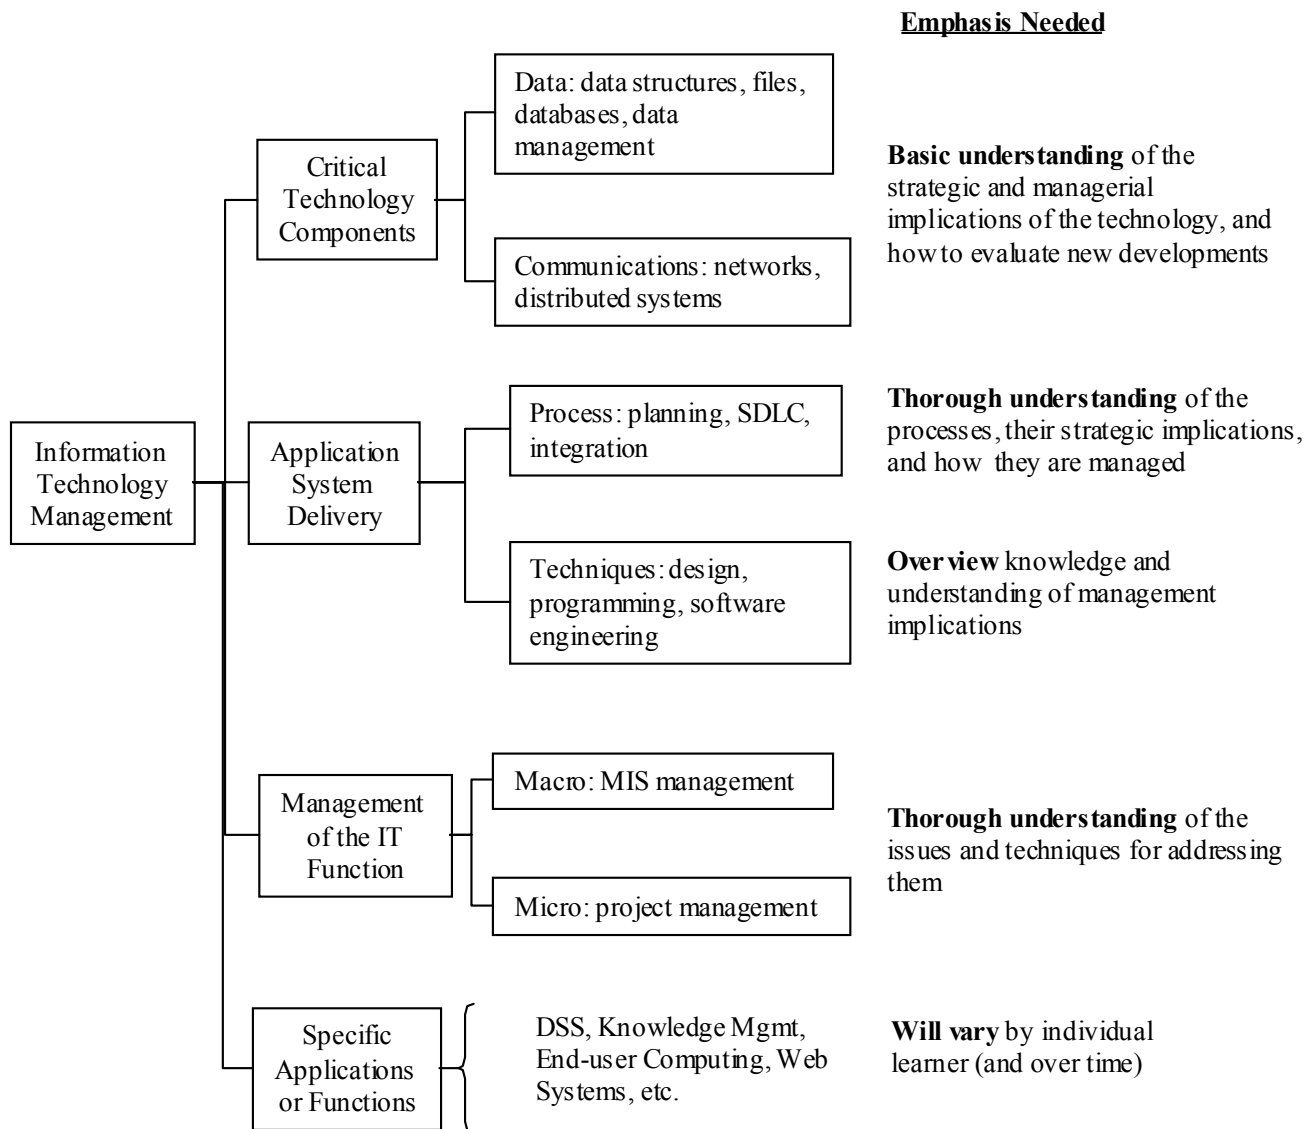 Emphasis Needed
Data: data structures, files,
databases, data
management
Critical
Technology
Components
Basic understanding of the
strategic and managerial
implications of the technology, and
how to evaluate new developments
Communications: networks,
distributed systems
Information
Technology
Management
Application
System
Delivery
Process: planning, SDLC,
integration
Thorough understanding of the
processes, their strategic implications,
and how they are managed
Techniques: design,
programming, software
engineering
Overview knowledge and
understanding of management
implications
Management
of the IT
Function
Macro: MIS management
Micro: project management
Thorough understanding of the
issues and techniques for addressing
them
Specific
Applications
or Functions
DSS, Knowledge Mgmt,
End-user Computing, Web
Systems, etc.
Will vary by individual
learner (and over time)